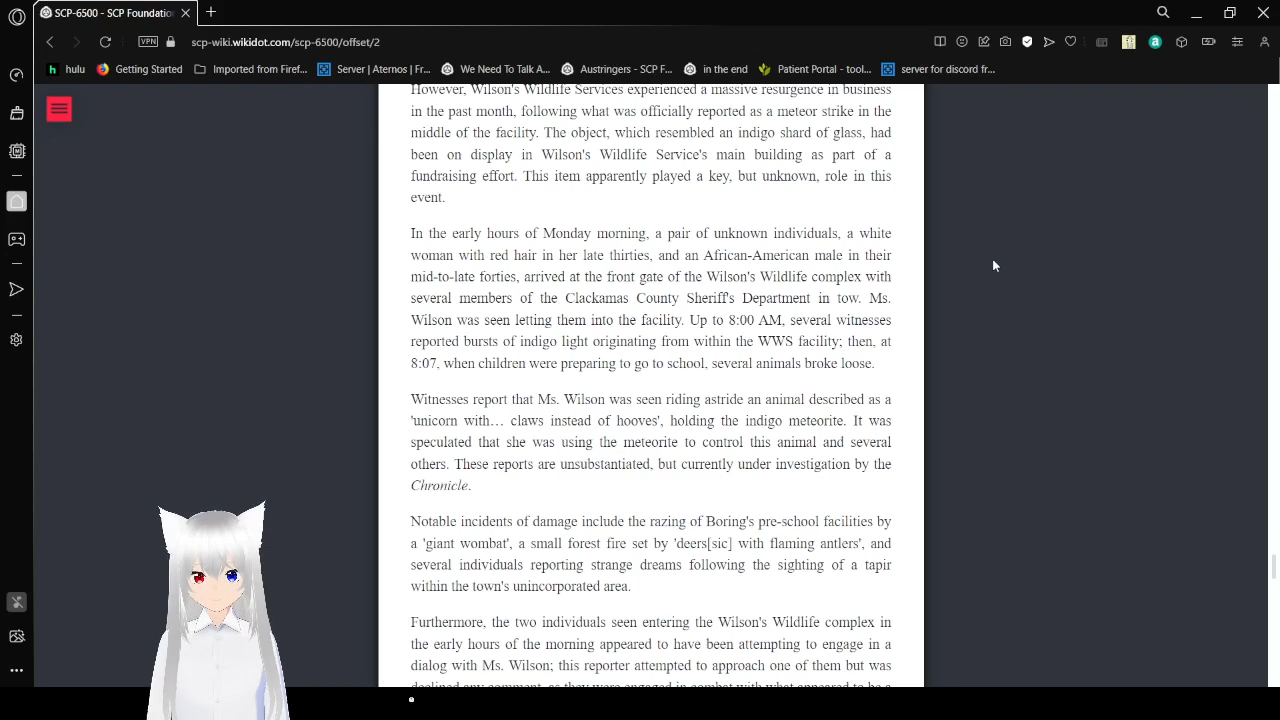 SCP-6500 - SCP Foundatio
VPN
scp-wiki.wikidot.com/scp-6500/offset/2
hulu
Getting Started
Imported from Firef...
Server | Aternos | Fr...
We Need To Talk A...
Austringers - SCP F...
in the end
Patient Portal - tool...
server for discord fr...
However, Wilson's Wildlife Services experienced a massive resurgence in business
in the past month, following what was officially reported as a meteor strike in the
middle of the facility. The object, which resembled an indigo shard of glass, had
been on display in Wilson's Wildlife Service's main building as part of a
fundraising effort. This item apparently played a key, but unknown, role in this
event.
In the early hours of Monday morning, a pair of unknown individuals, a white
woman with red hair in her late thirties, and an African-American male in their
mid-to-late forties, arrived at the front gate of the Wilson's Wildlife complex with
several members of the Clackamas County Sheriff's Department in tow. Ms.
Wilson was seen letting them into the facility. Up to 8:00 AM, several witnesses
reported bursts of indigo light originating from within the WWS facility; then, at
8:07, when children were preparing to go to school, several animals broke loose.
Witnesses report that Ms. Wilson was seen riding astride an animal described as a
'unicorn with… claws instead of hooves', holding the indigo meteorite. It was
speculated that she was using the meteorite to control this animal and several
others. These reports are unsubstantiated, but currently under investigation by the
Chronicle.
Notable incidents of damage include the razing of Boring's pre-school facilities by
a 'giant wombat', a small forest fire set by 'deers[sic] with flaming antlers', and
several individuals reporting strange dreams following the sighting of a tapir
within the town's unincorporated area.
Furthermore, the two individuals seen entering the Wilson's Wildlife complex in
the early hours of the morning appeared to have been attempting to engage in a
dialog with Ms. Wilson; this reporter attempted to approach one of them but was
declined any comment, as they were engaged in combat with what appeared to be a